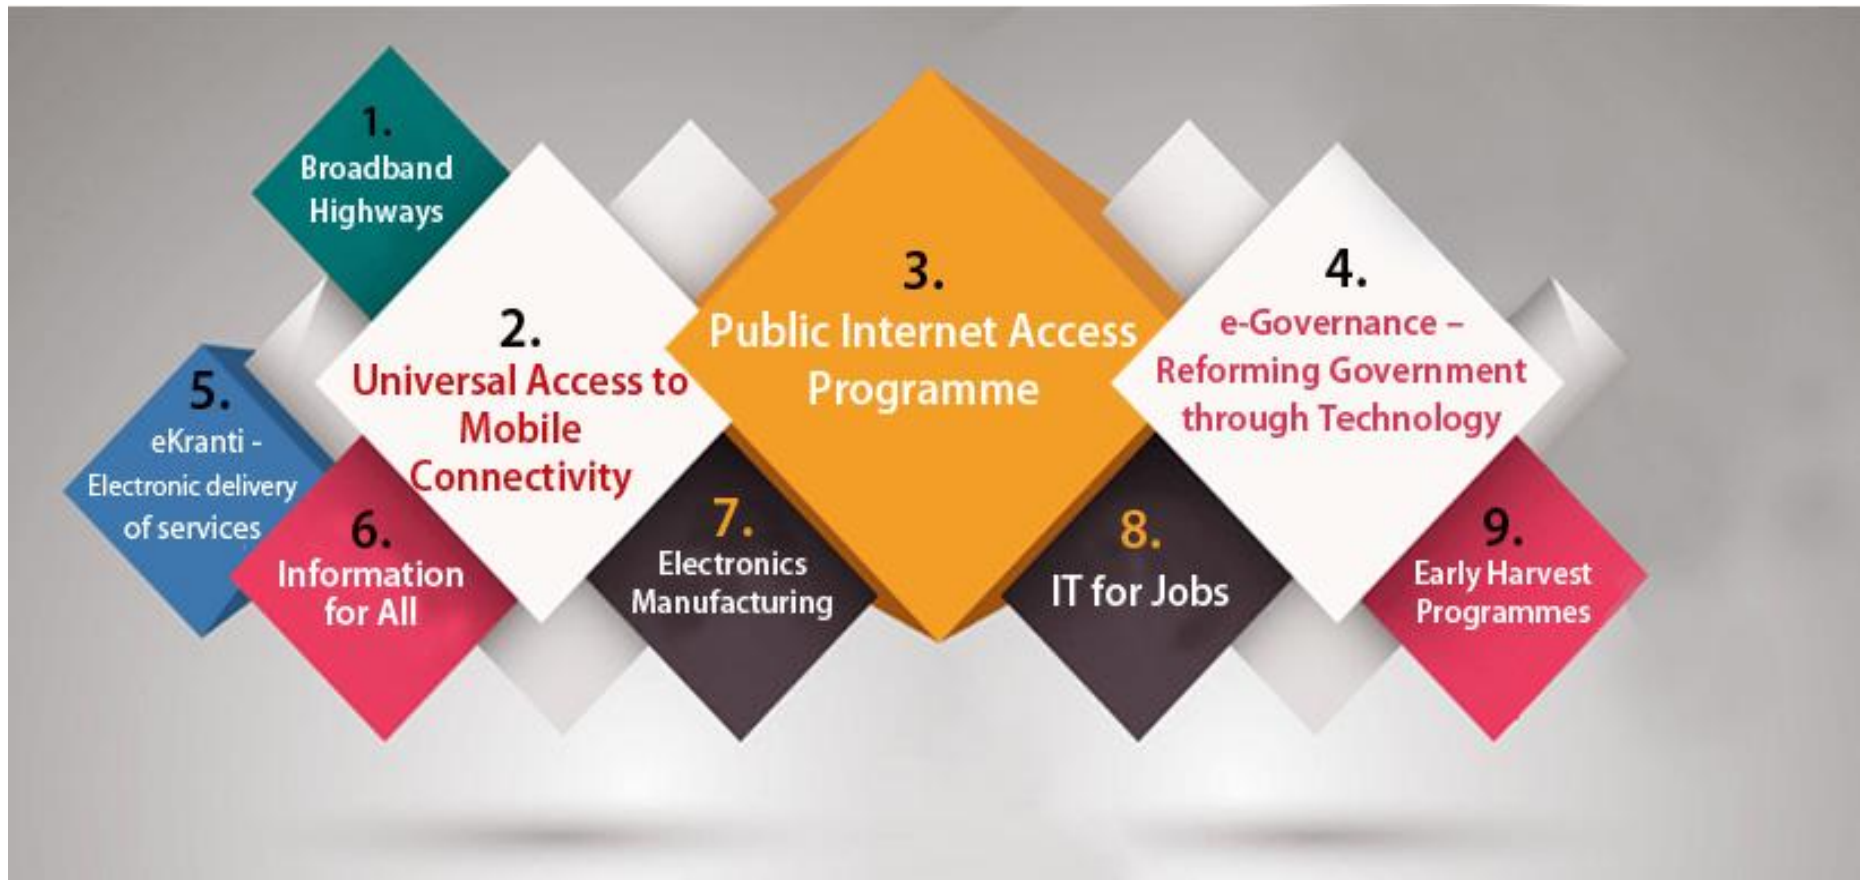 1.
Broadband
Highways
2.
Universal Access to
Mobile
Connectivity
3.
Public Internet Access
Programme
4.
e-Governance –
Reforming Government
through Technology
5.
eKranti -
Electronic delivery
of services
6.
Information
for All
7.
Electronics
Manufacturing
8.
IT for Jobs
9.
Early Harvest
Programmes